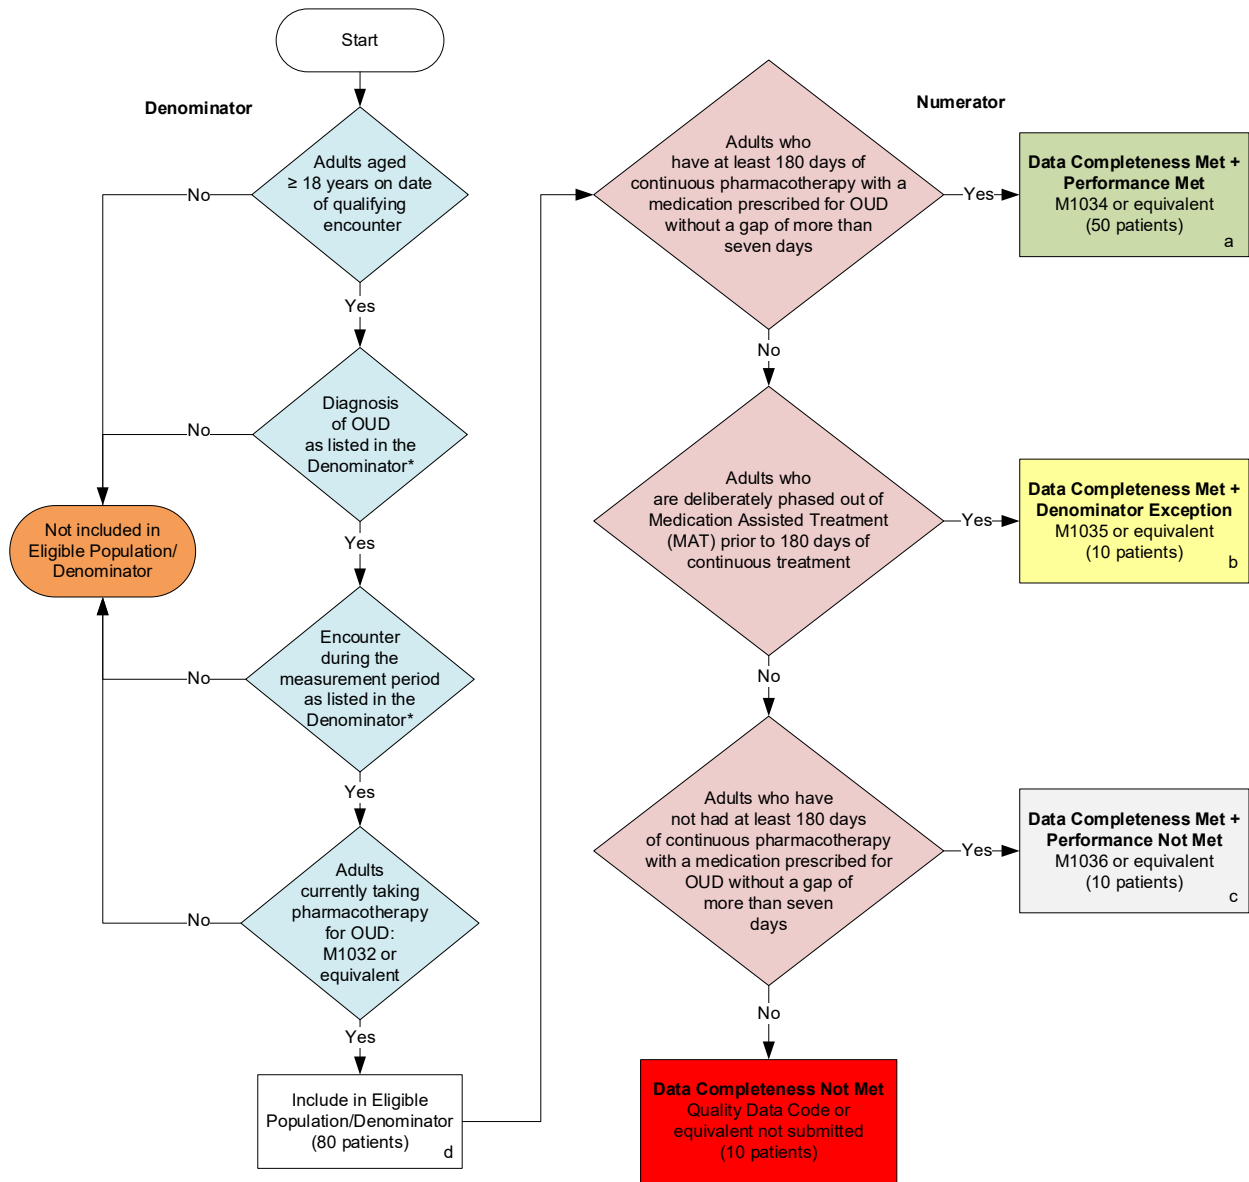 Start
Denominator
Adults aged
≥ 18 years on date
of qualifying
encounter
No
Yes
Diagnosis
of OUD
as listed in the
Denominator*
No
Yes
Not included in
Eligible Population/
Denominator
Encounter
during the
measurement period
as listed in the
Denominator*
No
Yes
Adults
currently taking
pharmacotherapy
for OUD:
M1032 or
equivalent
No
Yes
Include in Eligible
Population/Denominator
(80 patients)
d
Numerator
Adults who
have at least 180 days of
continuous pharmacotherapy with a
medication prescribed for OUD
without a gap of more than
seven days
Yes
Data Completeness Met +
Performance Met
M1034 or equivalent
(50 patients)
a
No
Adults who
are deliberately phased out of
Medication Assisted Treatment
(MAT) prior to 180 days of
continuous treatment
Yes
Data Completeness Met +
Denominator Exception
M1035 or equivalent
(10 patients)
b
No
Adults who have
not had at least 180 days
of continuous pharmacotherapy
with a medication prescribed for
OUD without a gap of
more than seven
days
Yes
Data Completeness Met +
Performance Not Met
M1036 or equivalent
(10 patients)
c
No
Data Completeness Not Met
Quality Data Code or
equivalent not submitted
(10 patients)